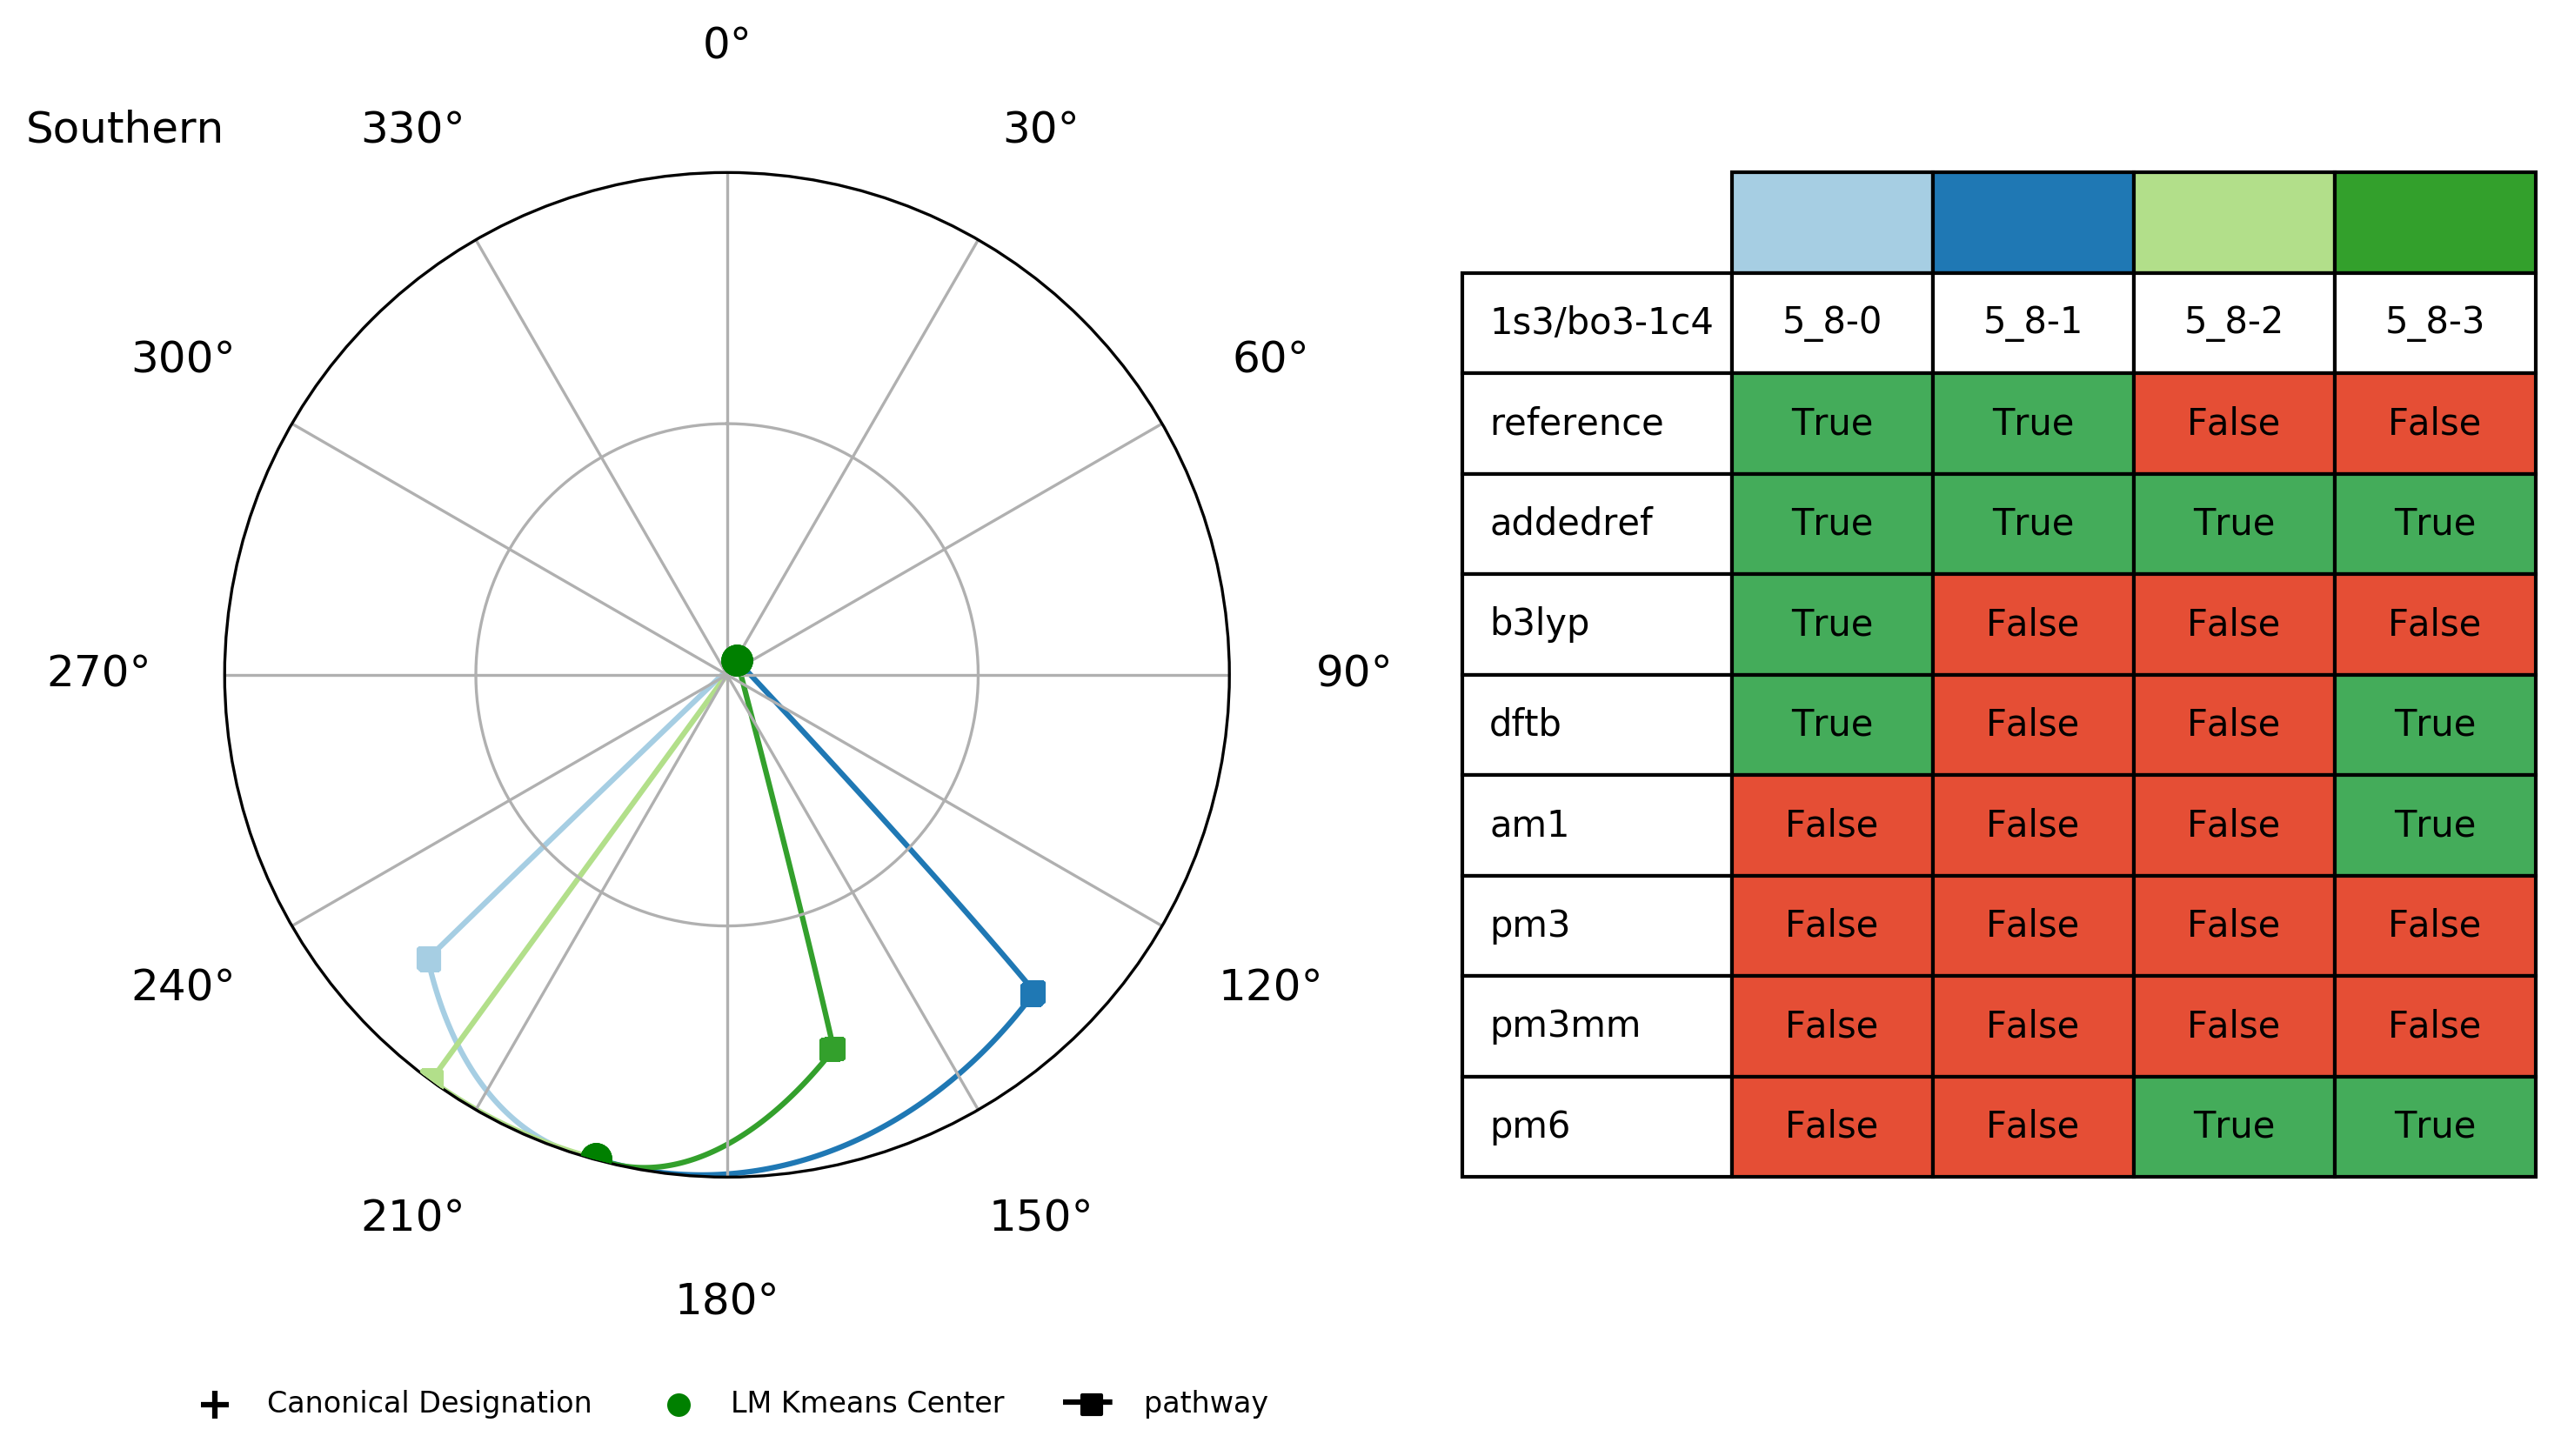 0°
Southern
330°
30°
300°
60°
270°
90°
240°
120°
210°
150°
180°
Canonical Designation
LM Kmeans Center
pathway
1s3/bo3-1c4 5_8-0 5_8-1 5_8-2 5_8-3
reference True True False False
addedref True True True True
b3lyp True False False False
dftb True False False True
am1 False False False True
pm3 False False False False
pm3mm False False False False
pm6 False False True True